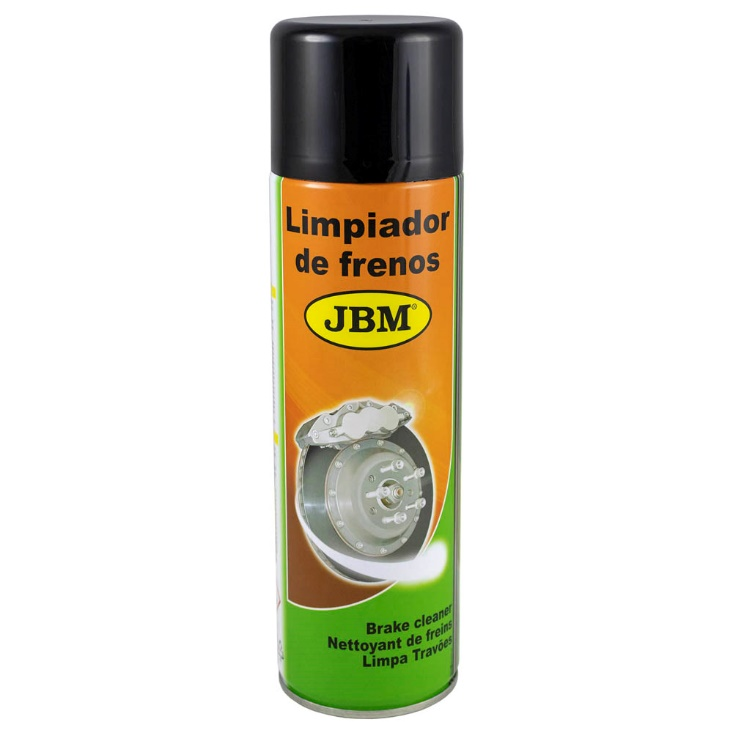 Limpiador
de frenos
JBM®
Brake cleaner
Nettoyant de freins
Limpa Travões